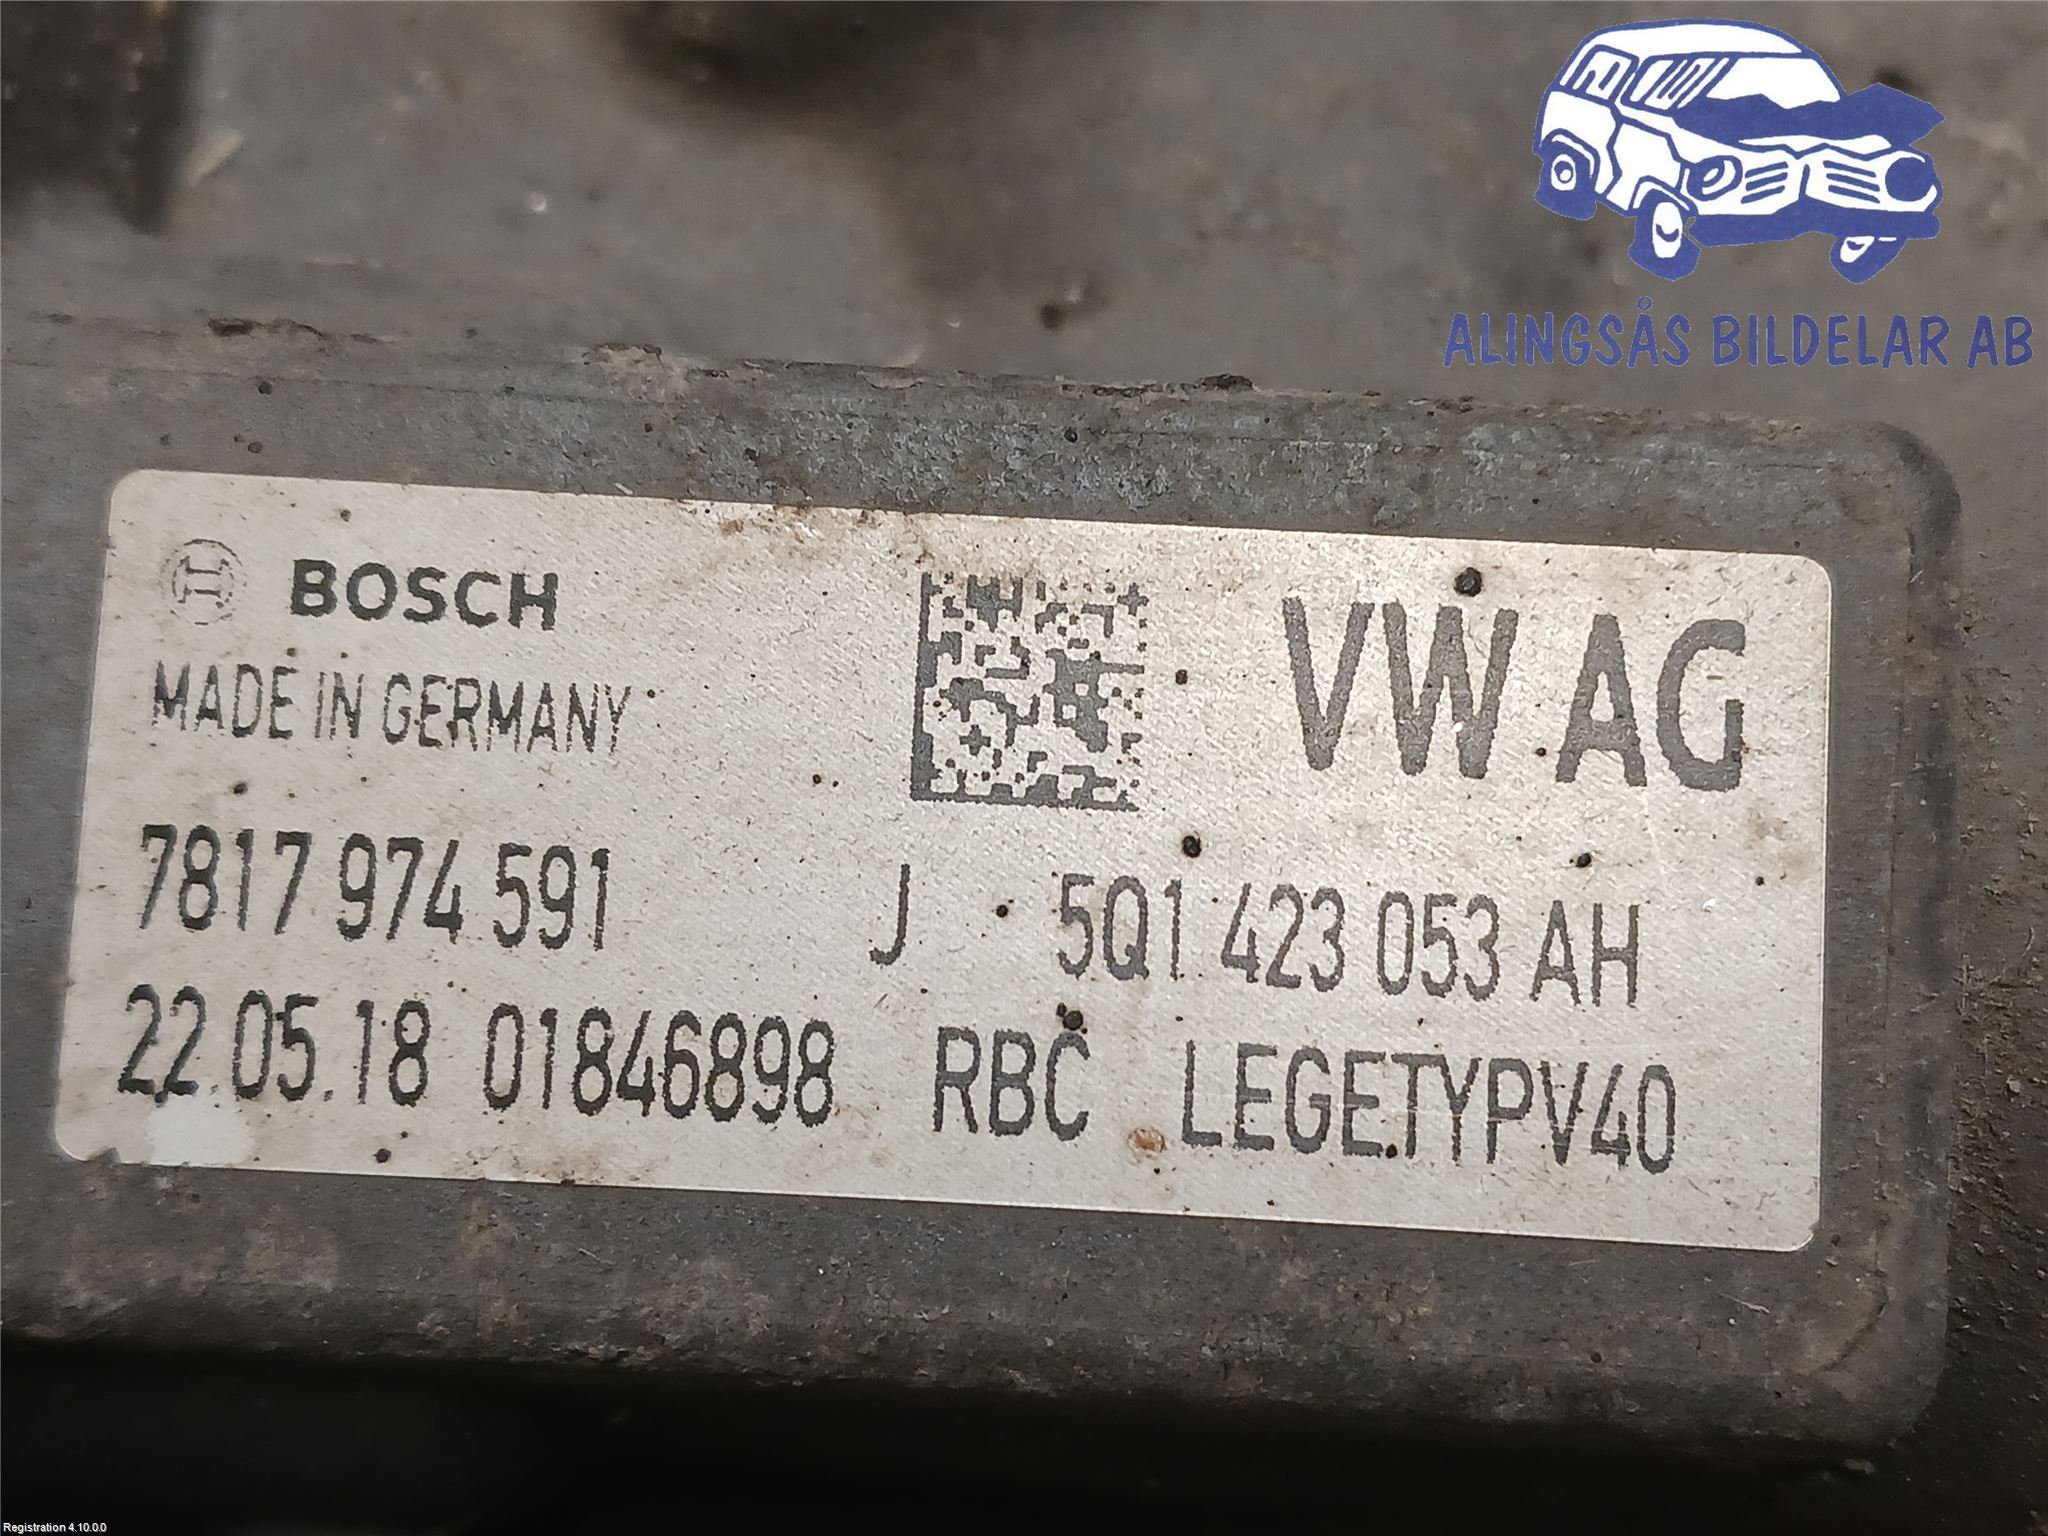 ALINGSÅS BILDELAR AB
BOSCH
MADE IN GERMANY
VW AG
7817 974 591 J 5Q1 423 053 AH
22.05.18 01846898 RBC LEGETYPV40
Registration 4.10.0.0